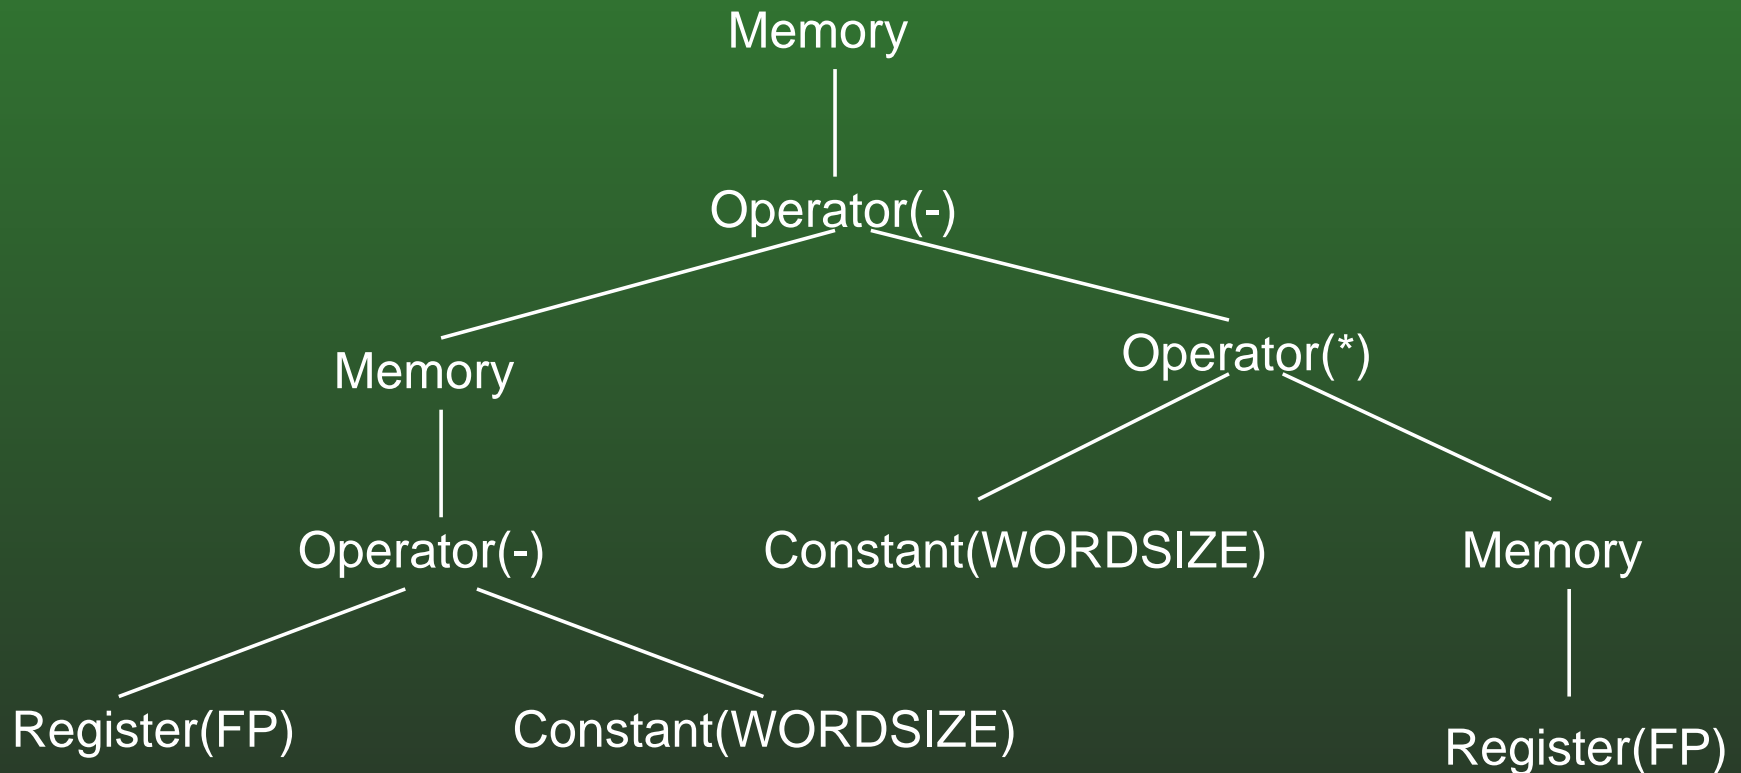 Memory
Operator(-)
Memory
Operator(*)
Operator(-)
Constant(WORDSIZE)
Memory
Register(FP)
Constant(WORDSIZE)
Register(FP)